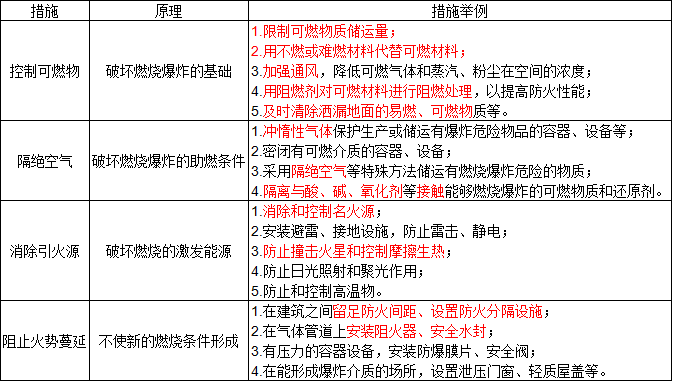 措施 原理 措施举例
控制可燃物 破坏燃烧爆炸的基础
1.限制可燃物质储运量；
2.用不燃或难燃材料代替可燃材料；
3.加强通风，降低可燃气体和蒸汽、粉尘在空间的浓度；
4.用阻燃剂对可燃材料进行阻燃处理，以提高防火性能；
5.及时清除洒漏地面的易燃、可燃物质等。
隔绝空气 破坏燃烧爆炸的助燃条件
1.冲惰性气体保护生产或储运有爆炸危险物品的容器、设备等；
2.密闭有可燃介质的容器、设备；
3.采用隔绝空气等特殊方法储运有燃烧爆炸危险的物质；
4.隔离与酸、碱、氧化剂等接触能够燃烧爆炸的可燃物质和还原剂。
消除引火源 破坏燃烧的激发能源
1.消除和控制名火源；
2.安装避雷、接地设施，防止雷击、静电；
3.防止撞击火星和控制摩擦生热；
4.防止日光照射和聚光作用；
5.防止和控制高温物。
阻止火势蔓延 不使新的燃烧条件形成
1.在建筑之间留足防火间距、设置防火分隔设施；
2.在气体管道上安装阻火器、安全水封；
3.有压力的容器设备，安装防爆膜片、安全阀；
4.在能形成爆炸介质的场所，设置泄压门窗、轻质屋盖等。